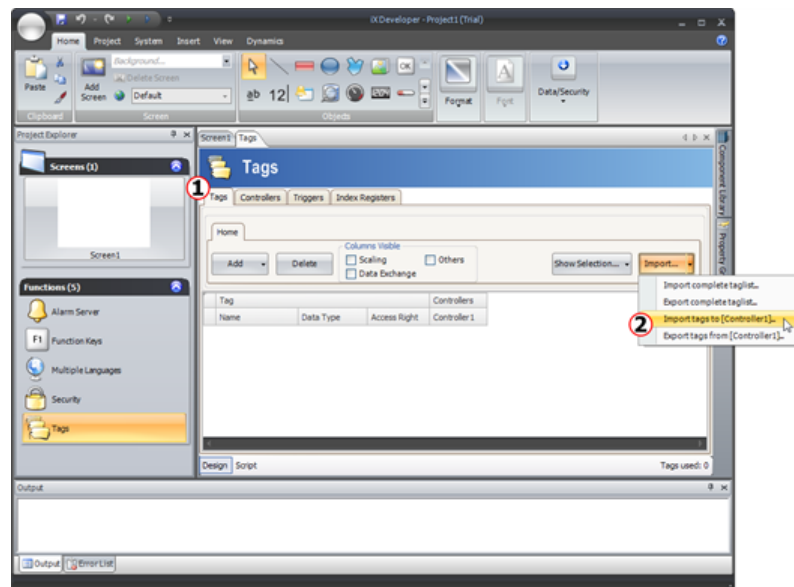 iX Developer - Project1 (Trial)
Home Project System Insert View Dynamics
Paste
Clipboard
Add Screen
Background...
Delete Screen
Default
Screen
ab 12
OK
Objects
Format
Font
Data/Security
Project Explorer
Screens (1)
Screen1
Functions (5)
Alarm Server
F1 Function Keys
Multiple Languages
Security
Tags
Screen1 Tags
Tags
1
Tags Controllers Triggers Index Registers
Home
Add Delete
Columns Visible
Scaling Others
Data Exchange
Show Selection... Import...
Import complete taglist...
Export complete taglist...
2
Import tags to [Controller1]...
Export tags from [Controller1]...
Tag Controllers
Name Data Type Access Right Controller1
Design Script
Tags used: 0
Component Library
Output
Output Error List